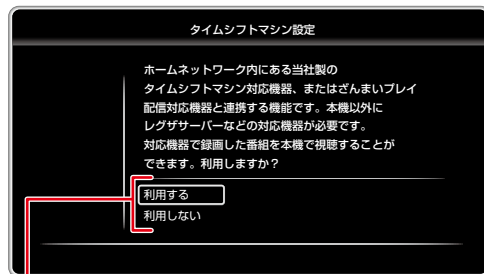 タイムシフトマシン設定
ホームネットワーク内にある当社製の
タイムシフトマシン対応機器、またはざんまいプレイ
配信対応機器と連携する機能です。本機以外に
レグザサーバーなどの対応機器が必要です。
対応機器で録画した番組を本機で視聴することが
できます。利用しますか？
利用する
利用しない